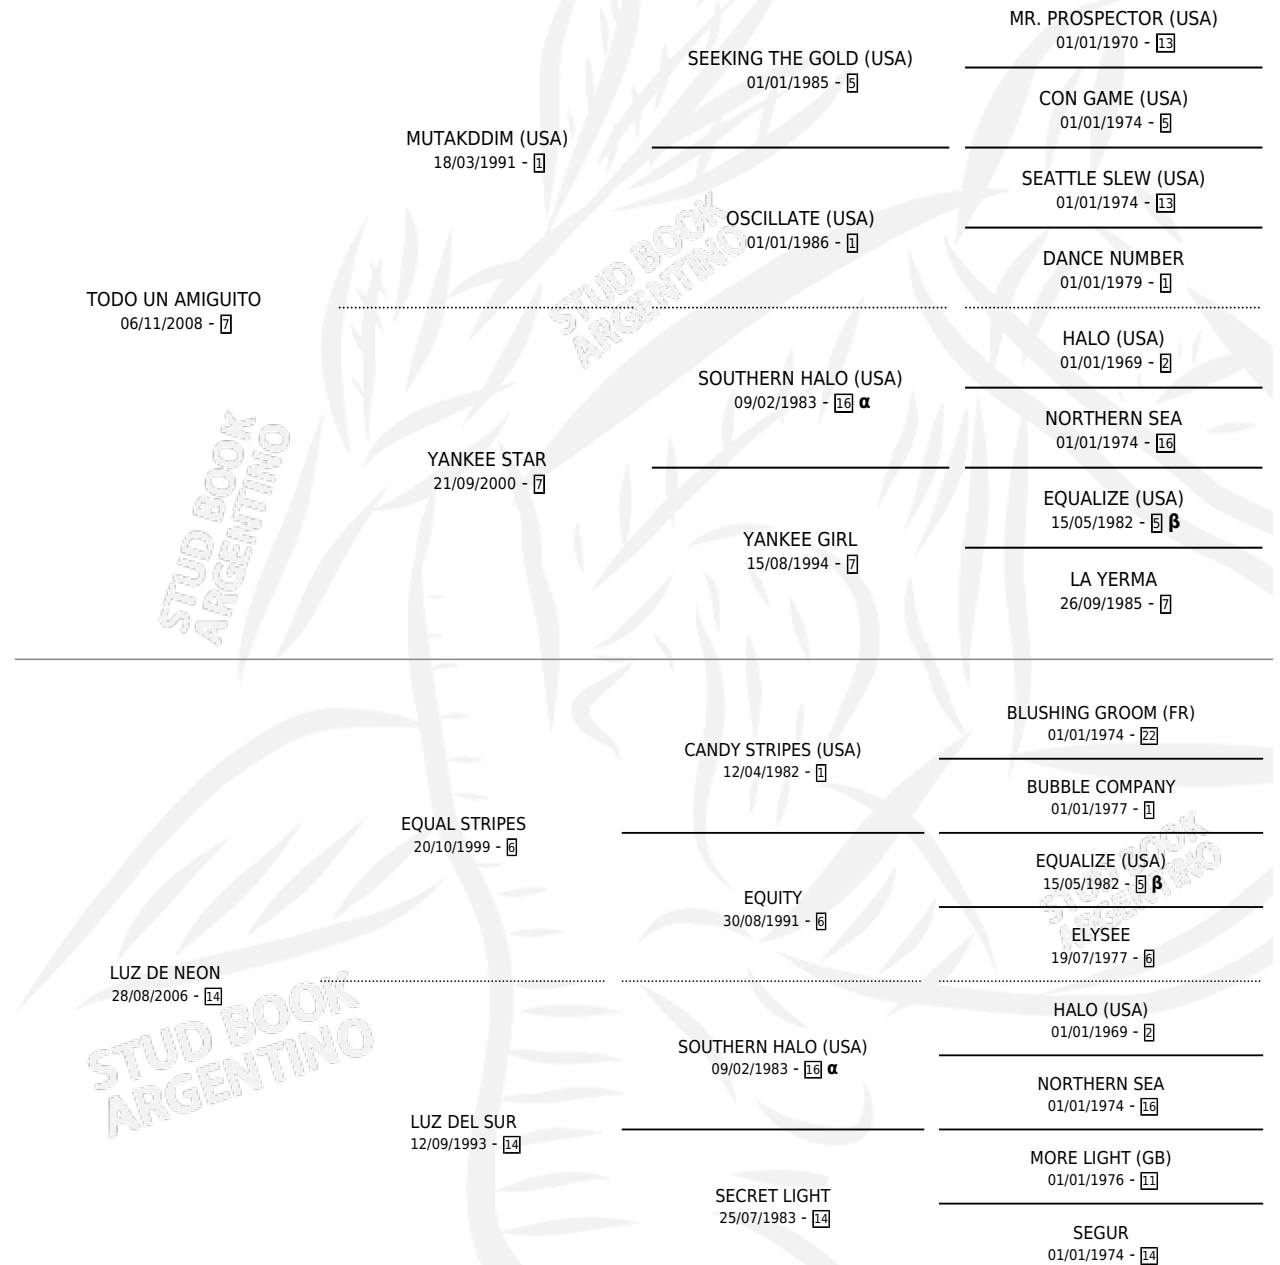 MR. PROSPECTOR (USA)
01/01/1970 - 13
SEEKING THE GOLD (USA)
01/01/1985 - 5
CON GAME (USA)
01/01/1974 - 5
MUTAKDDIM (USA)
18/03/1991 - 1
SEATTLE SLEW (USA)
01/01/1974 - 13
OSCILLATE (USA)
01/01/1986 - 1
DANCE NUMBER
01/01/1979 - 1
STUD BOOK
ARGENTINO
TODO UN AMIGUITO
06/11/2008 - 7
HALO (USA)
01/01/1969 - 2
SOUTHERN HALO (USA)
09/02/1983 - 16 α
NORTHERN SEA
01/01/1974 - 16
YANKEE STAR
21/09/2000 - 7
EQUALIZE (USA)
15/05/1982 - 5 β
YANKEE GIRL
15/08/1994 - 7
LA YERMA
26/09/1985 - 7
STUD BOOK
ARGENTINO
BLUSHING GROOM (FR)
01/01/1974 - 22
CANDY STRIPES (USA)
12/04/1982 - 1
BUBBLE COMPANY
01/01/1977 - 1
EQUAL STRIPES
20/10/1999 - 6
EQUALIZE (USA)
15/05/1982 - 5 β
STUD BOOK
ARGENTINO
EQUITY
30/08/1991 - 6
ELYSEE
19/07/1977 - 6
LUZ DE NEON
28/08/2006 - 14
STUD BOOK
ARGENTINO
HALO (USA)
01/01/1969 - 2
SOUTHERN HALO (USA)
09/02/1983 - 16 α
NORTHERN SEA
01/01/1974 - 16
LUZ DEL SUR
12/09/1993 - 14
MORE LIGHT (GB)
01/01/1976 - 11
SECRET LIGHT
25/07/1983 - 14
SEGUR
01/01/1974 - 14